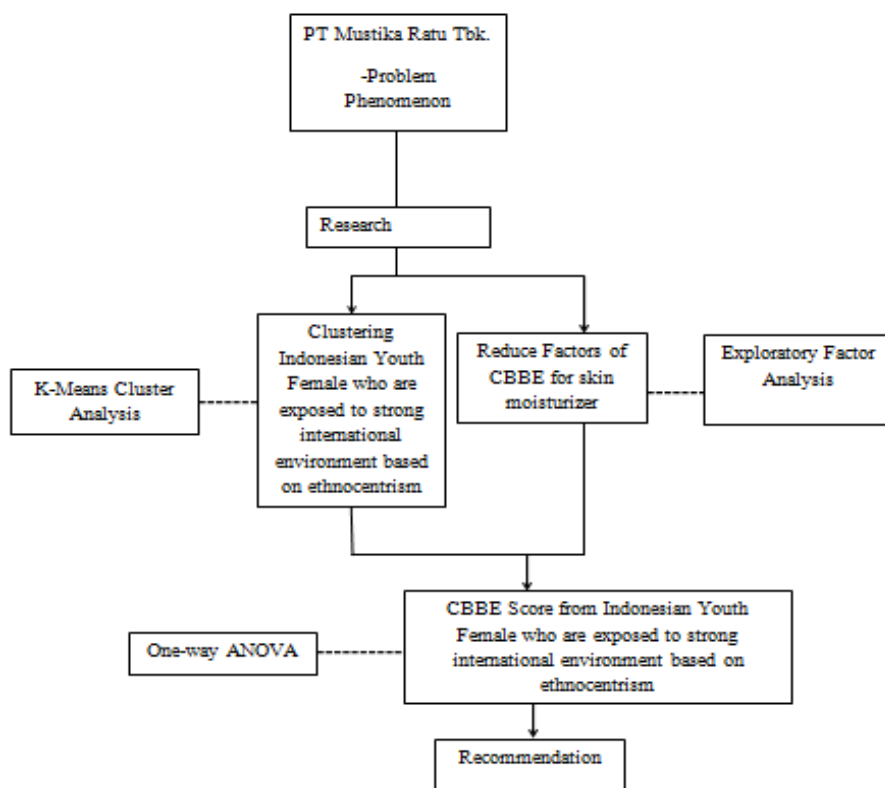 PT Mustika Ratu Tbk.
-Problem
Phenomenon
Research
Clustering
Indonesian Youth
Female who are
exposed to strong
international
environment based
on ethnocentrism
Reduce Factors of
CBBE for skin
moisturizer
Exploratory Factor
Analysis
K-Means Cluster
Analysis
CBBE Score from Indonesian Youth
Female who are exposed to strong
international environment based on
ethnocentrism
One-way ANOVA
Recommendation